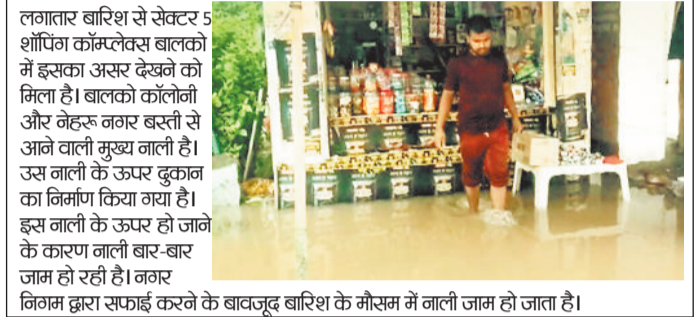 लगातार बारिश से सेक्टर 5
शॉपिंग कॉम्प्लेक्स बालको
में इसका असर देखने को
मिला है। बालको कॉलोनी
और नेहरू नगर बस्ती से
आने वाली मुख्य नाली है।
उस नाली के ऊपर दुकान
का निर्माण किया गया है।
इस नाली के ऊपर हो जाने
के कारण नाली बार-बार
जाम हो रही है। नगर
निगम द्वारा सफाई करने के बावजूद बारिश के मौसम में नाली जाम हो जाता है।